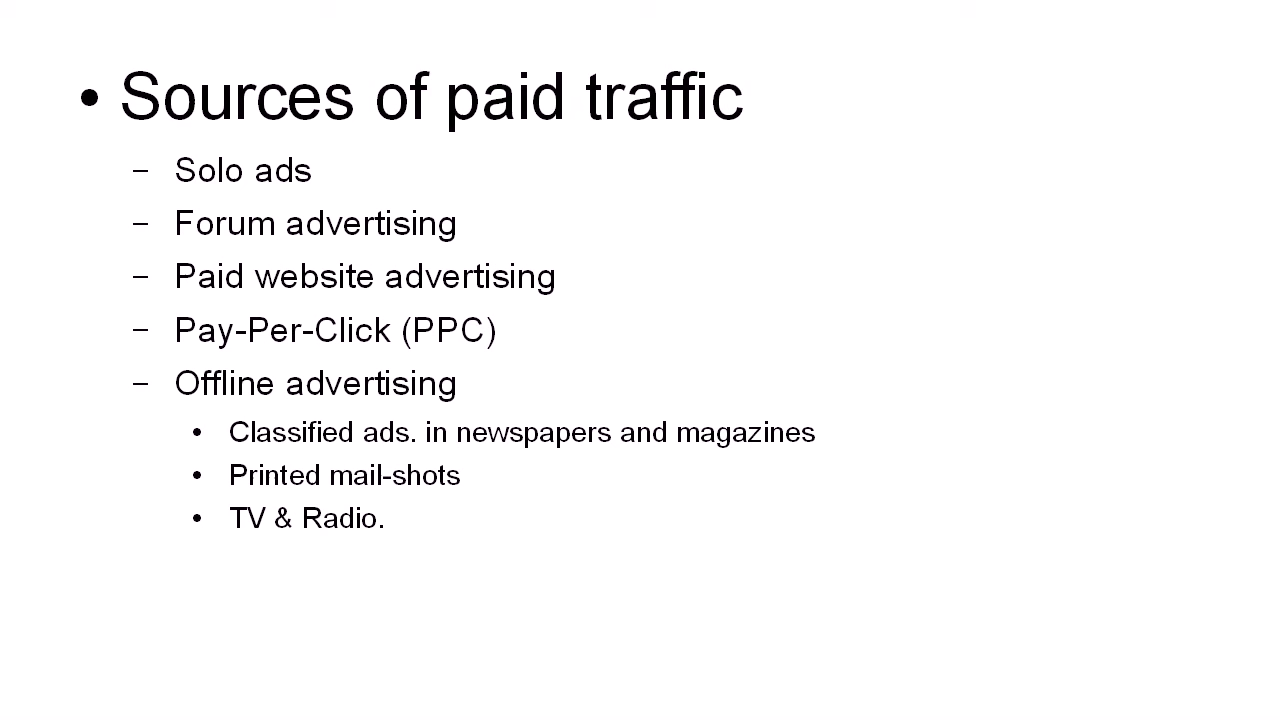 • Sources of paid traffic
– Solo ads
– Forum advertising
– Paid website advertising
– Pay-Per-Click (PPC)
– Offline advertising
• Classified ads. in newspapers and magazines
• Printed mail-shots
• TV & Radio.